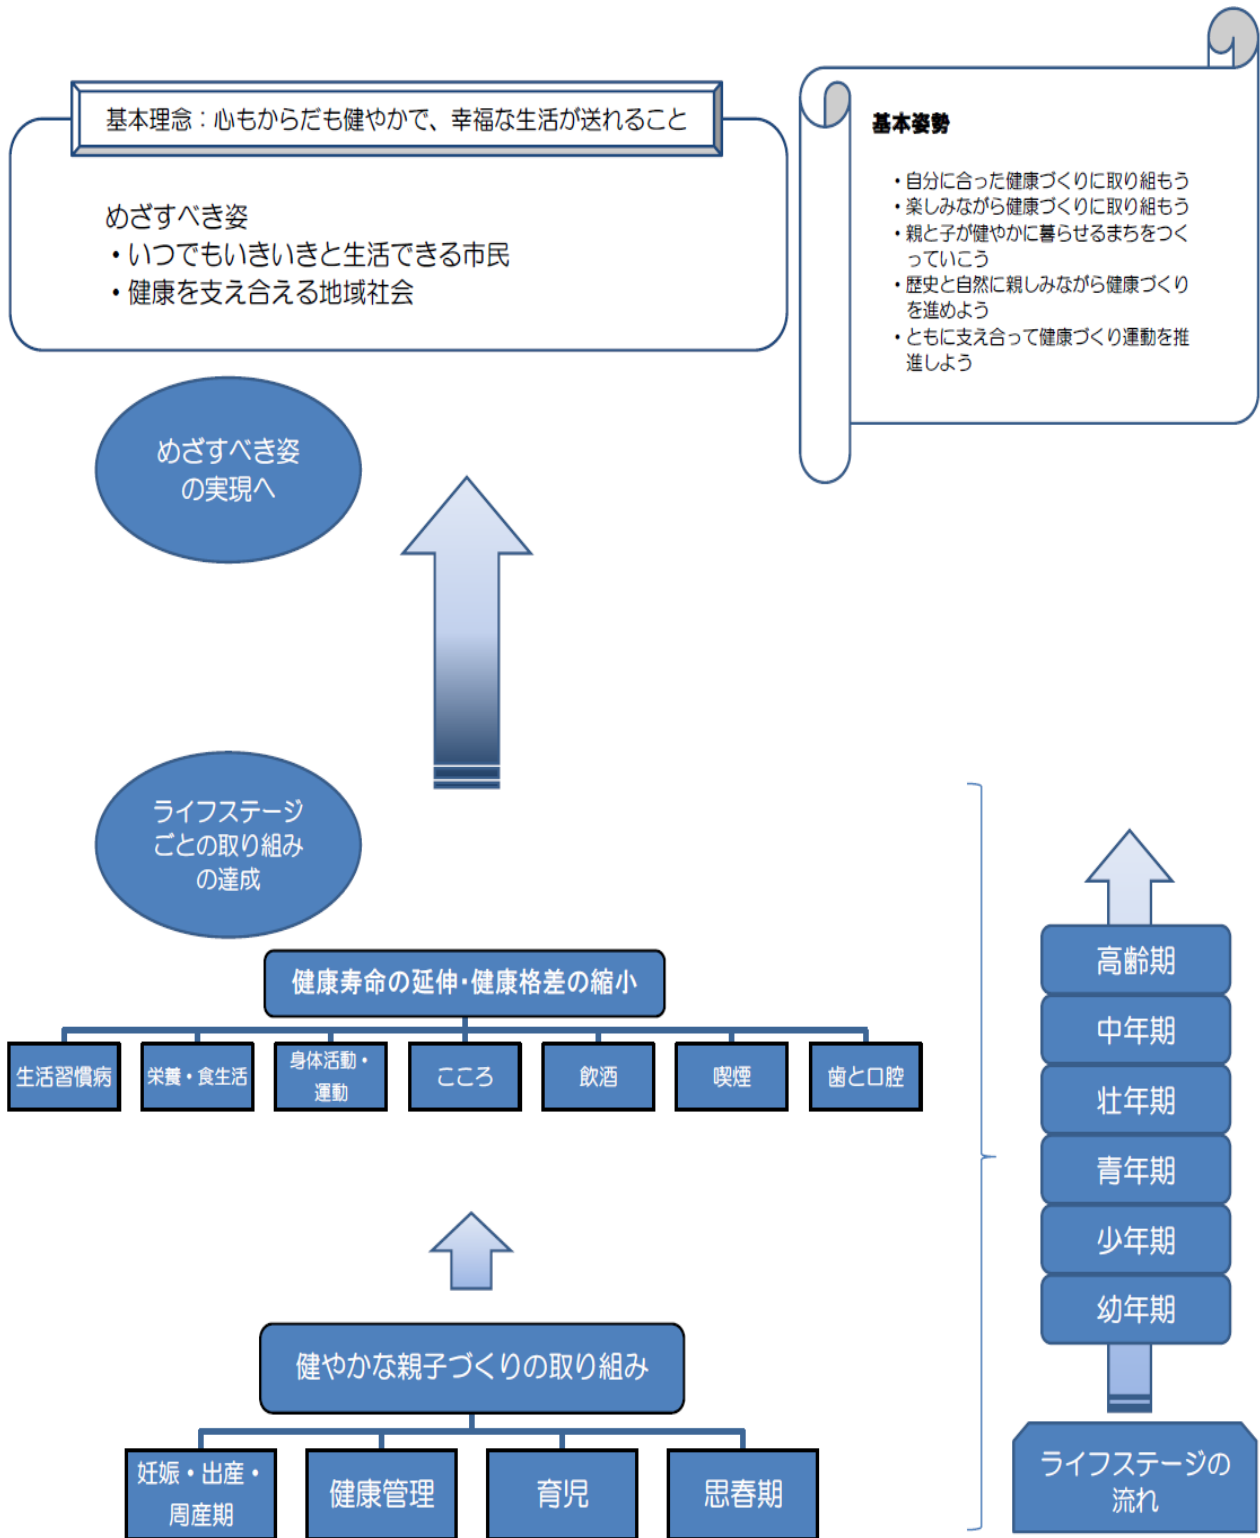 基本理念：心もからだも健やかで、幸福な生活が送れること
めざすべき姿
・いつでもいきいきと生活できる市民
・健康を支え合える地域社会
基本姿勢
・自分に合った健康づくりに取り組もう
・楽しみながら健康づくりに取り組もう
・親と子が健やかに暮らせるまちをつく
っていこう
・歴史と自然に親しみながら健康づくり
を進めよう
・ともに支え合って健康づくり運動を推
進しよう
めざすべき姿
の実現へ
ライフステージ
ごとの取り組み
の達成
健康寿命の延伸・健康格差の縮小
生活習慣病
栄養・食生活
身体活動・
運動
こころ
飲酒
喫煙
歯と口腔
健やかな親子づくりの取り組み
妊娠・出産・
周産期
健康管理
育児
思春期
高齢期
中年期
壮年期
青年期
少年期
幼年期
ライフステージの
流れ